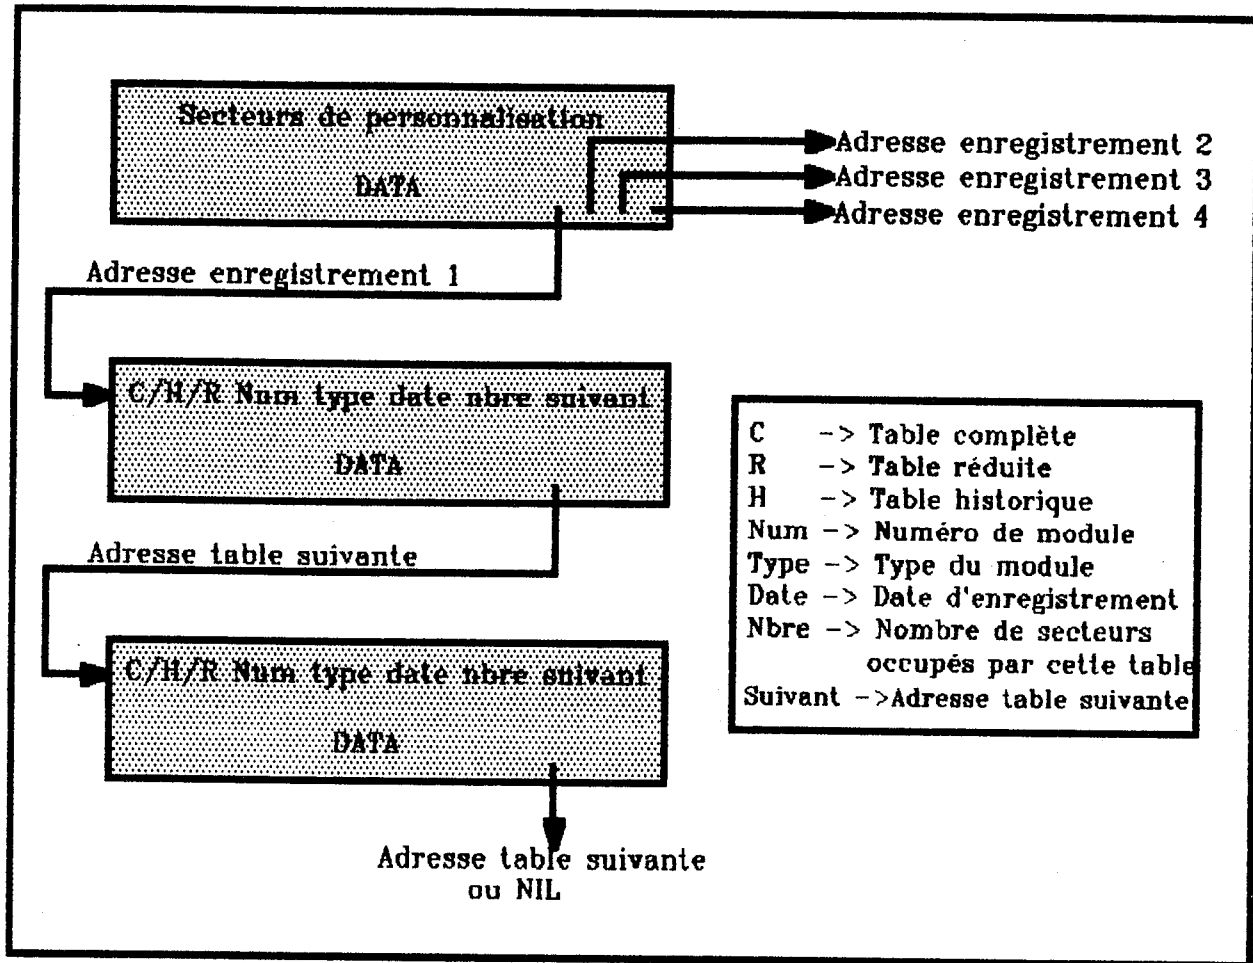 Secteurs de personnalisation
DATA
Adresse enregistrement 2
Adresse enregistrement 3
Adresse enregistrement 4
Adresse enregistrement 1
C/H/R Num type date nbre suivant
DATA
Adresse table suivante
C/H/R Num type date nbre suivant
DATA
Adresse table suivante
ou NIL
C -> Table complète
R -> Table réduite
H -> Table historique
Num -> Numéro de module
Type -> Type du module
Date -> Date d'enregistrement
Nbre -> Nombre de secteurs
occupés par cette table
Suivant ->Adresse table suivante